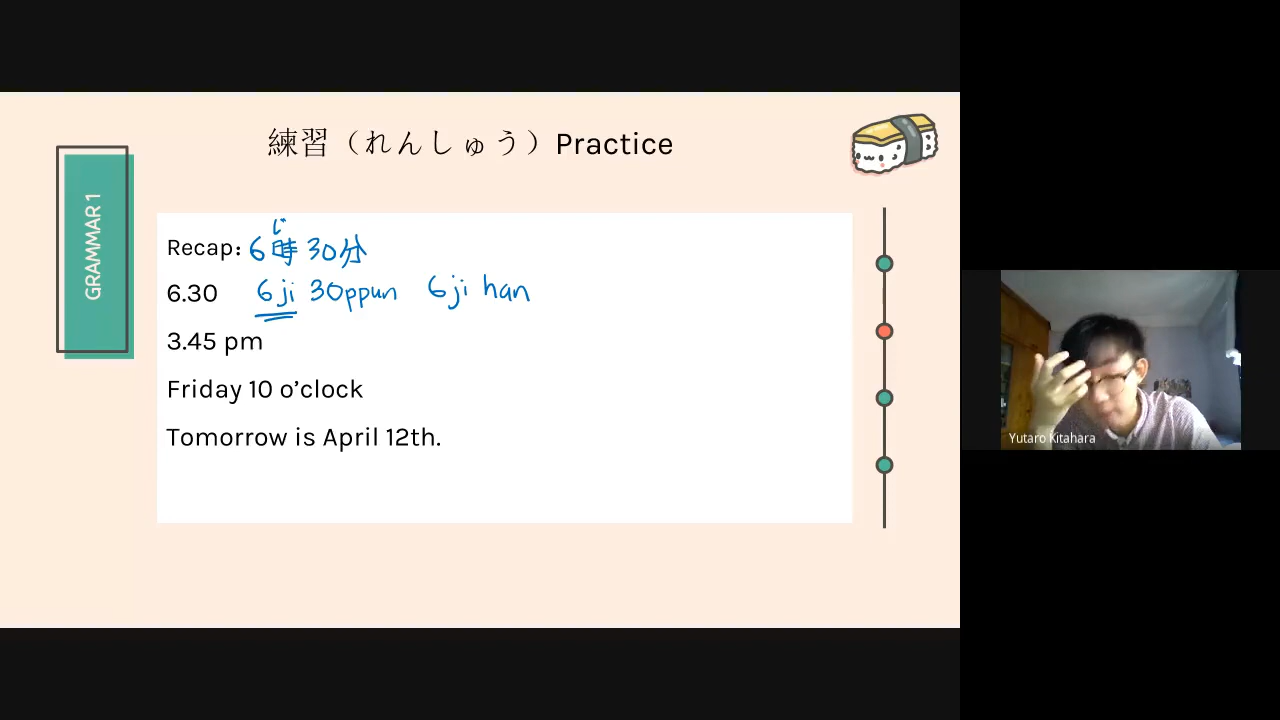 練習（れんしゅう）Practice
GRAMMAR 1
じ
Recap: 6時 30分
6.30 6ji 30ppun 6ji han
3.45 pm
Friday 10 o’clock
Tomorrow is April 12th.
Yutaro Kitahara